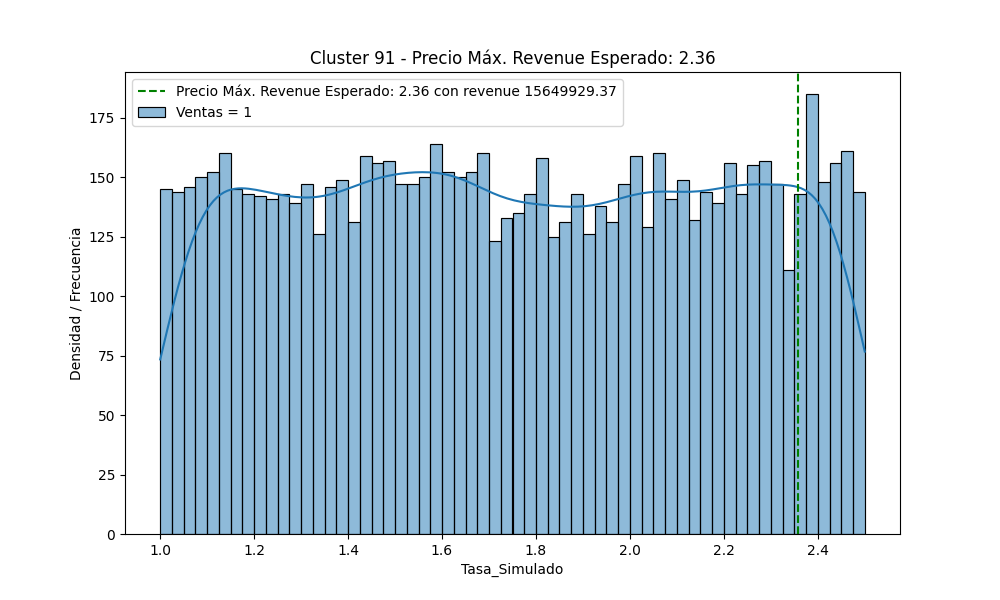 Cluster 91 - Precio Máx. Revenue Esperado: 2.36
Precio Máx. Revenue Esperado: 2.36 con revenue 15649929.37
Ventas = 1
Densidad / Frecuencia
175
150
125
100
75
50
25
0
1.0 1.2 1.4 1.6 1.8 2.0 2.2 2.4
Tasa_Simulado